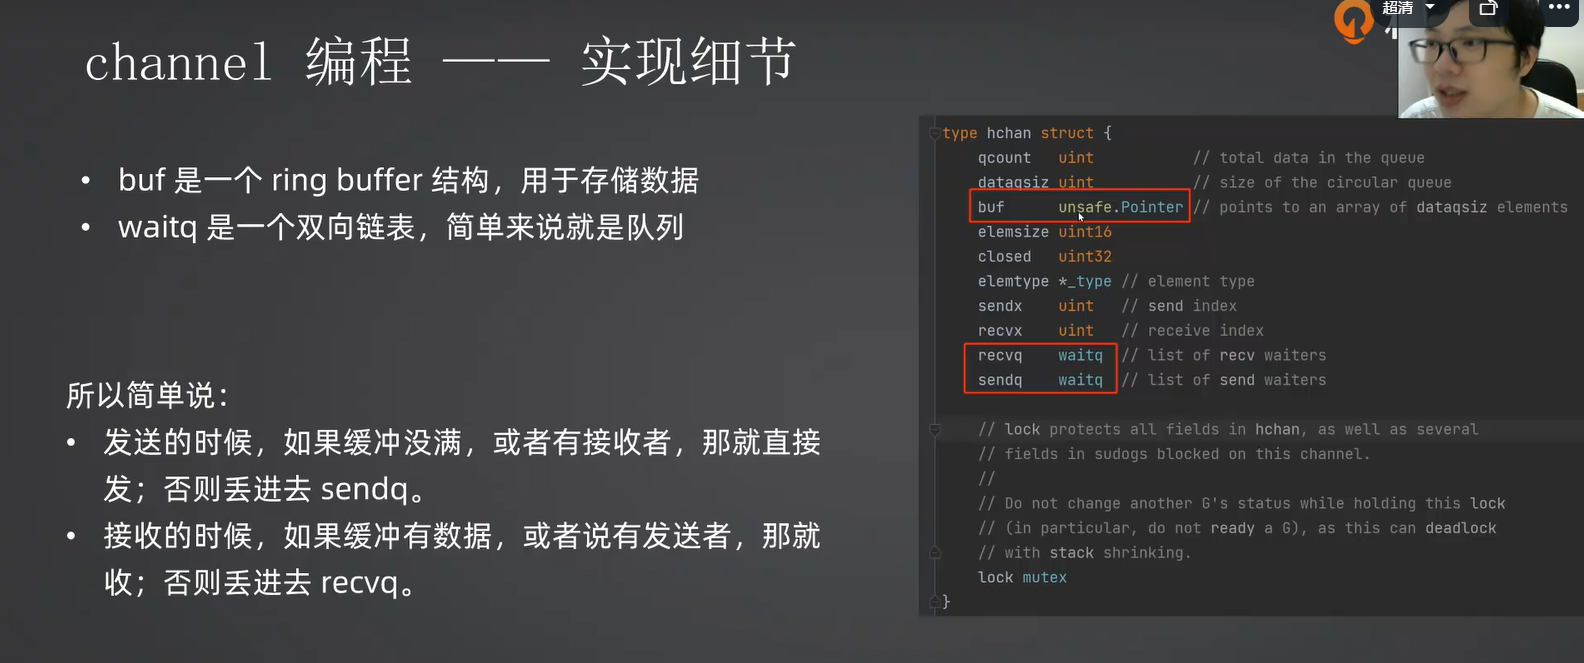 超清
channel 编程 —— 实现细节
• buf 是一个 ring buffer 结构，用于存储数据
• waitq 是一个双向链表，简单来说就是队列
所以简单说：
• 发送的时候，如果缓冲没满，或者有接收者，那就直接
发；否则丢进去 sendq。
• 接收的时候，如果缓冲有数据，或者说有发送者，那就
收；否则丢进去 recvq。
type hchan struct {
qcount uint // total data in the queue
dataqsiz uint // size of the circular queue
buf unsafe.Pointer // points to an array of dataqsiz elements
elemsize uint16
closed uint32
elemtype *_type // element type
sendx uint // send index
recvx uint // receive index
recvq waitq // list of recv waiters
sendq waitq // list of send waiters
// lock protects all fields in hchan, as well as several
// fields in sudogs blocked on this channel.
//
// Do not change another G's status while holding this lock
// (in particular, do not ready a G), as this can deadlock
// with stack shrinking.
lock mutex
}